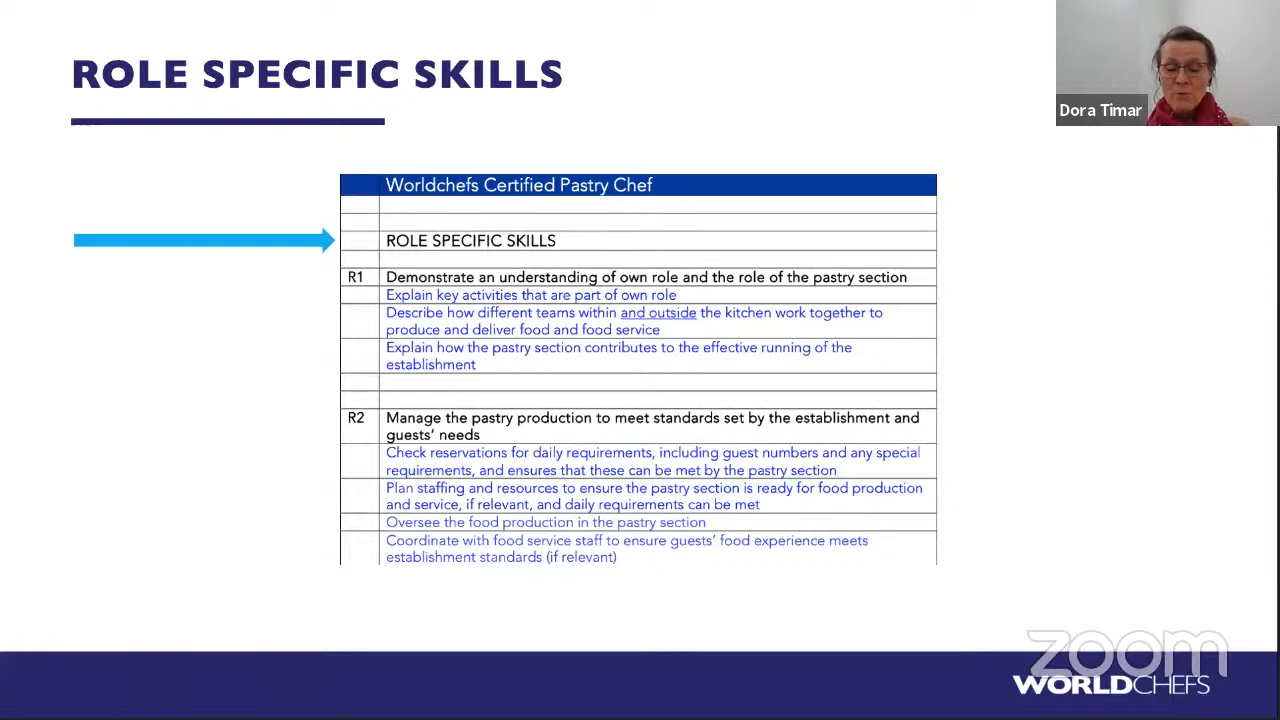 ROLE SPECIFIC SKILLS
Dora Timar
Worldchefs Certified Pastry Chef
ROLE SPECIFIC SKILLS
R1 Demonstrate an understanding of own role and the role of the pastry section
Explain key activities that are part of own role
Describe how different teams within and outside the kitchen work together to
produce and deliver food and food service
Explain how the pastry section contributes to the effective running of the
establishment
R2 Manage the pastry production to meet standards set by the establishment and
guests’ needs
Check reservations for daily requirements, including guest numbers and any special
requirements, and ensures that these can be met by the pastry section
Plan staffing and resources to ensure the pastry section is ready for food production
and service, if relevant, and daily requirements can be met
Oversee the food production in the pastry section
Coordinate with food service staff to ensure guests’ food experience meets
establishment standards (if relevant)
zoom
WORLDCHEFS